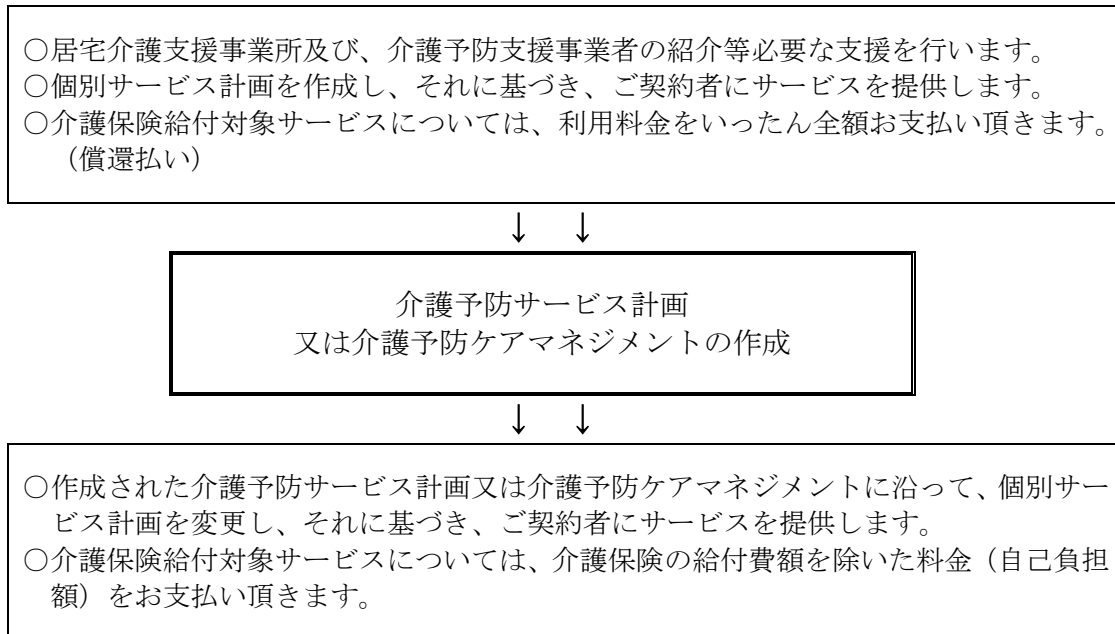 ○居宅介護支援事業所及び、介護予防支援事業者の紹介等必要な支援を行います。
○個別サービス計画を作成し、それに基づき、ご契約者にサービスを提供します。
○介護保険給付対象サービスについては、利用料金をいったん全額お支払い頂きます。
（償還払い）
↓ ↓
介護予防サービス計画
又は介護予防ケアマネジメントの作成
↓ ↓
○作成された介護予防サービス計画又は介護予防ケアマネジメントに沿って、個別サー
ビス計画を変更し、それに基づき、ご契約者にサービスを提供します。
○介護保険給付対象サービスについては、介護保険の給付費額を除いた料金（自己負担
額）をお支払い頂きます。